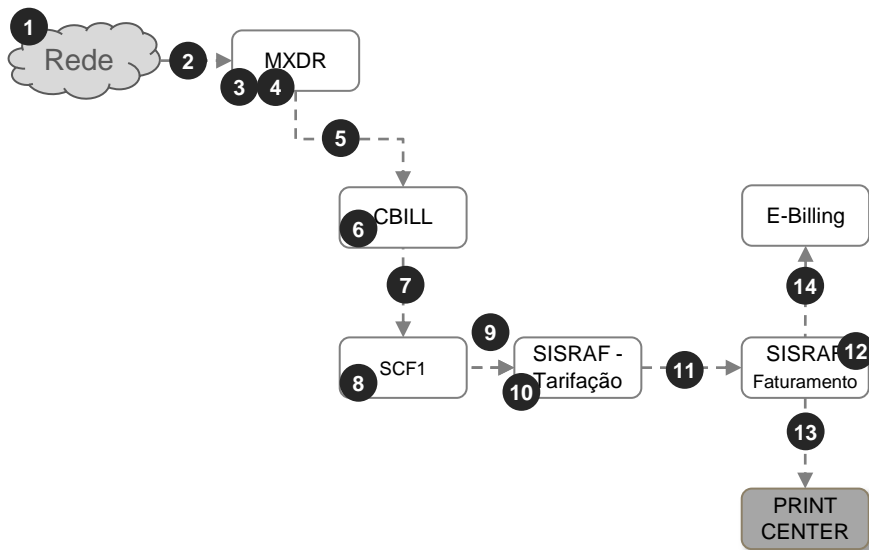 1
Rede
2
MXDR
3
4
5
CBILL
6
7
SCF1
8
9
SISRAF -
Tarifação
10
11
SISRAF
Faturamento
12
E-Billing
14
13
PRINT
CENTER